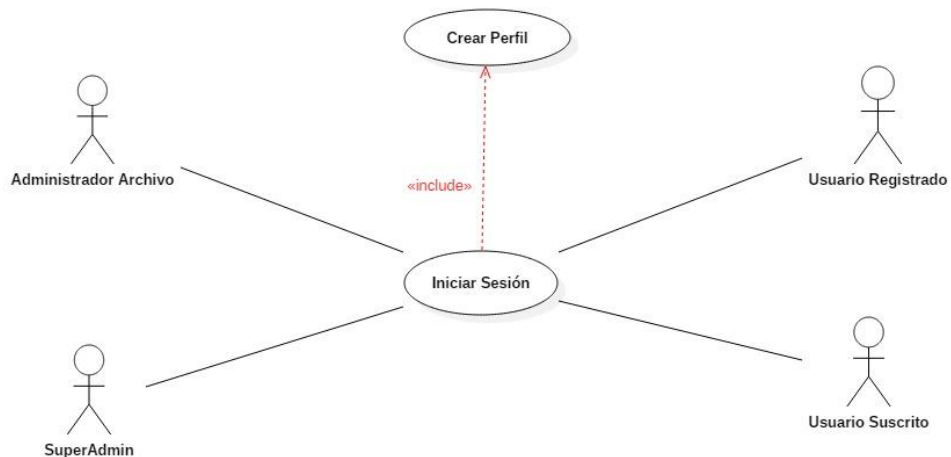 Crear Perfil
Administrador Archivo
Usuario Registrado
«include»
Iniciar Sesión
SuperAdmin
Usuario Suscrito